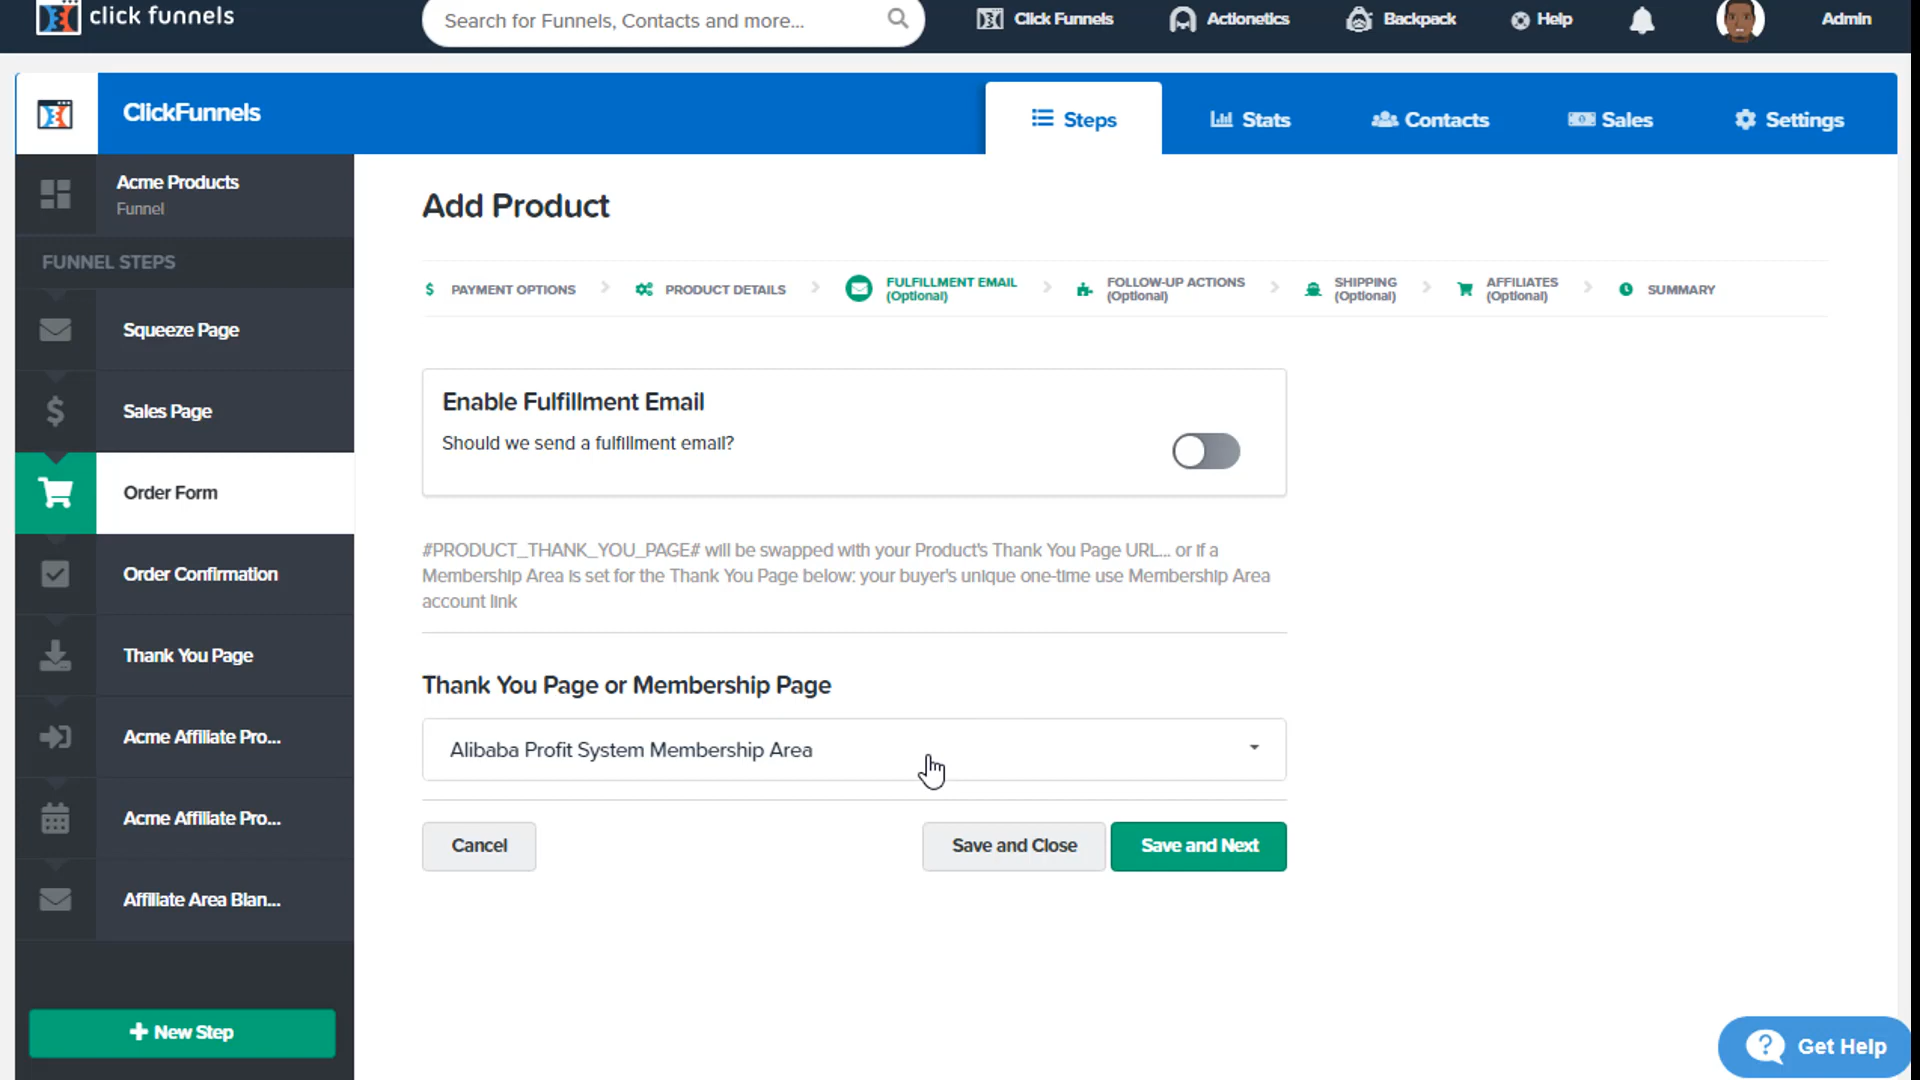 click funnels
Search for Funnels, Contacts and more...
Click Funnels
Actionetics
Backpack
Help
Admin
ClickFunnels
Steps
Stats
Contacts
Sales
Settings
Acme Products
Funnel
FUNNEL STEPS
Squeeze Page
Sales Page
Order Form
Order Confirmation
Thank You Page
Acme Affiliate Pro...
Acme Affiliate Pro...
Affiliate Area Blan...
New Step
Add Product
PAYMENT OPTIONS
PRODUCT DETAILS
FULFILLMENT EMAIL
(Optional)
FOLLOW-UP ACTIONS
(Optional)
SHIPPING
(Optional)
AFFILIATES
(Optional)
SUMMARY
Enable Fulfillment Email
Should we send a fulfillment email?
#PRODUCT_THANK_YOU_PAGE# will be swapped with your Product's Thank You Page URL... or if a
Membership Area is set for the Thank You Page below: your buyer's unique one-time use Membership Area
account link
Thank You Page or Membership Page
Alibaba Profit System Membership Area
Cancel
Save and Close
Save and Next
Get Help